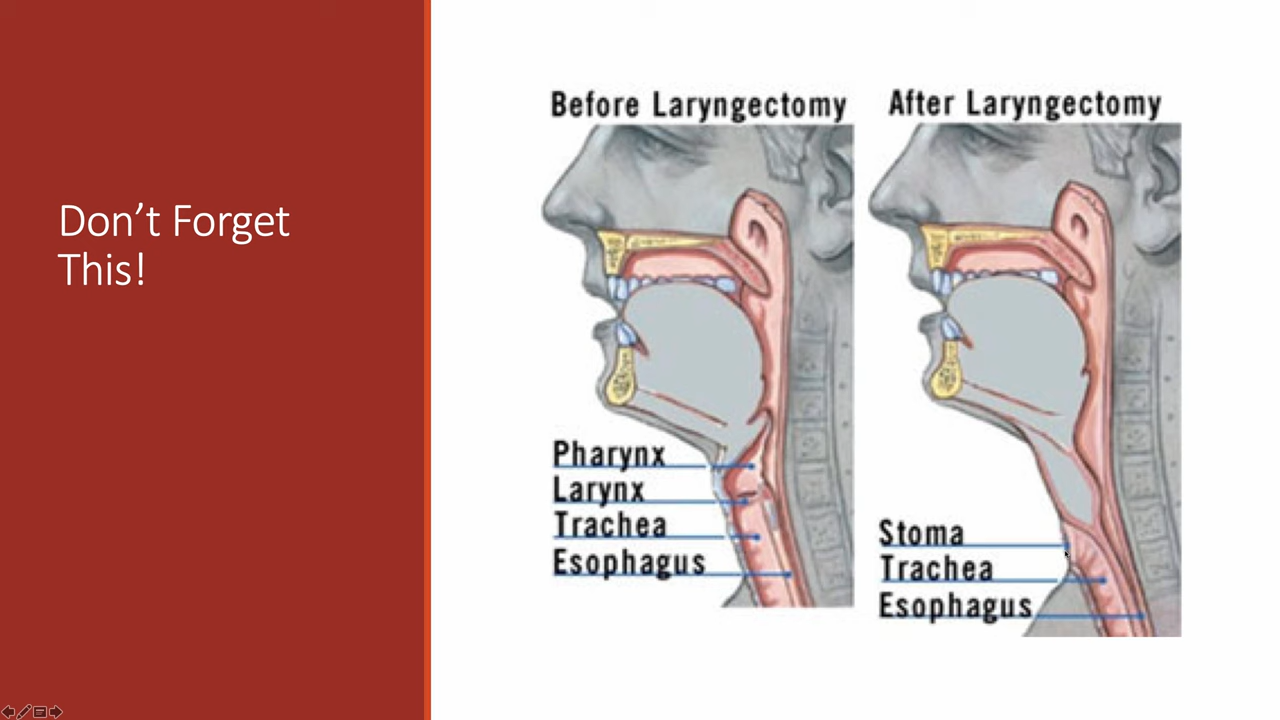 Don’t Forget
This!
Before Laryngectomy
Pharynx
Larynx
Trachea
Esophagus
After Laryngectomy
Stoma
Trachea
Esophagus